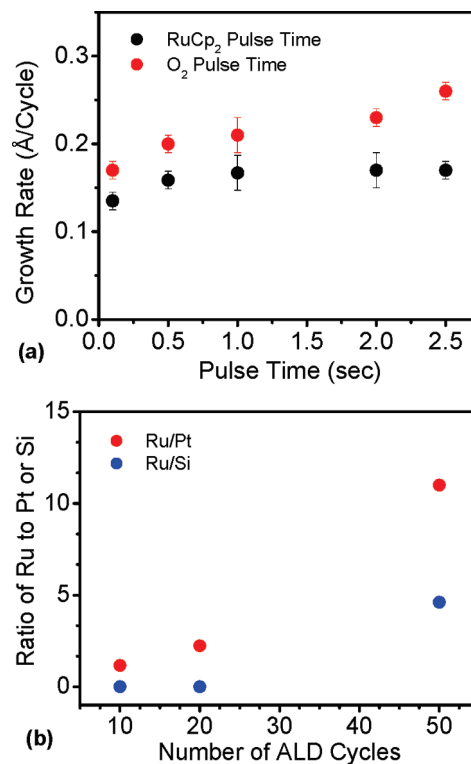 RuCp₂ Pulse Time
O₂ Pulse Time
Growth Rate (Å/Cycle)
0.3
0.2
0.1
0.0
0.0 0.5 1.0 1.5 2.0 2.5
(a)
Pulse Time (sec)
Ru/Pt
Ru/Si
Ratio of Ru to Pt or Si
15
10
5
0
10 20 30 40 50
(b)
Number of ALD Cycles